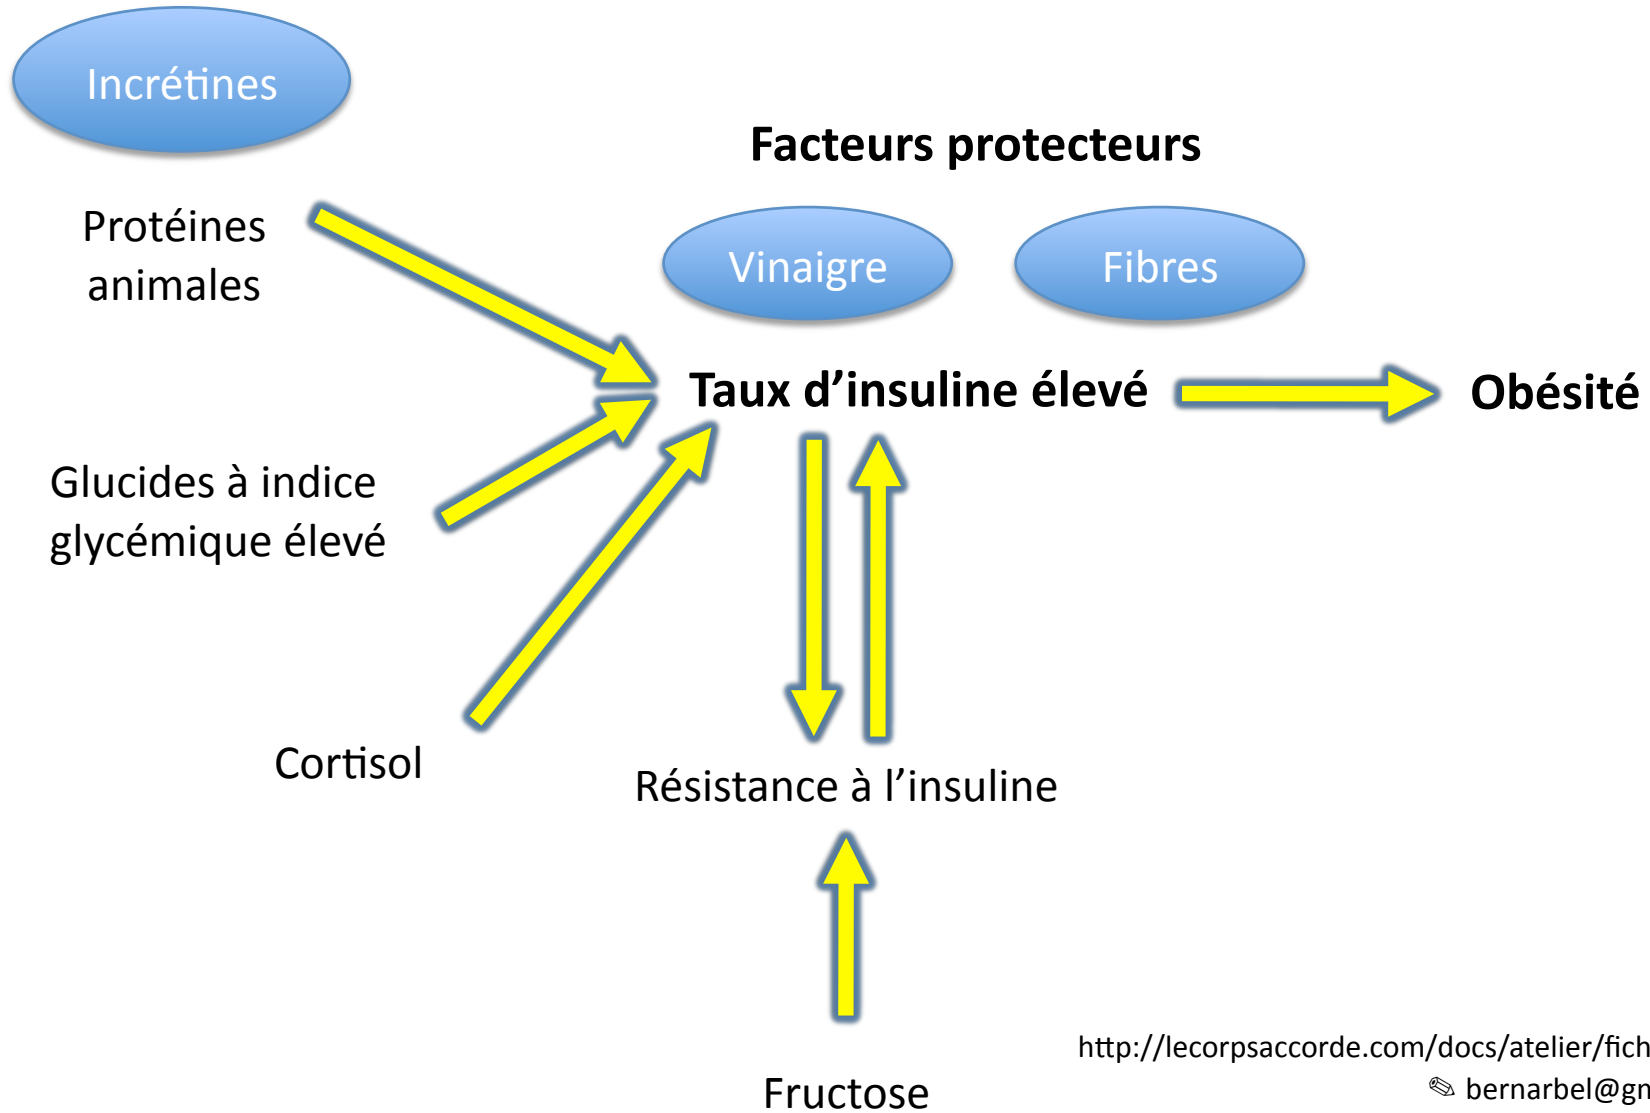 Incrétines
Facteurs protecteurs
Protéines
animales
Vinaigre
Fibres
Taux d’insuline élevé
Obésité
Glucides à indice
glycémique élevé
Cortisol
Résistance à l’insuline
http://lecorpsaccorde.com/docs/atelier/fich
✎ bernarbel@gm
Fructose